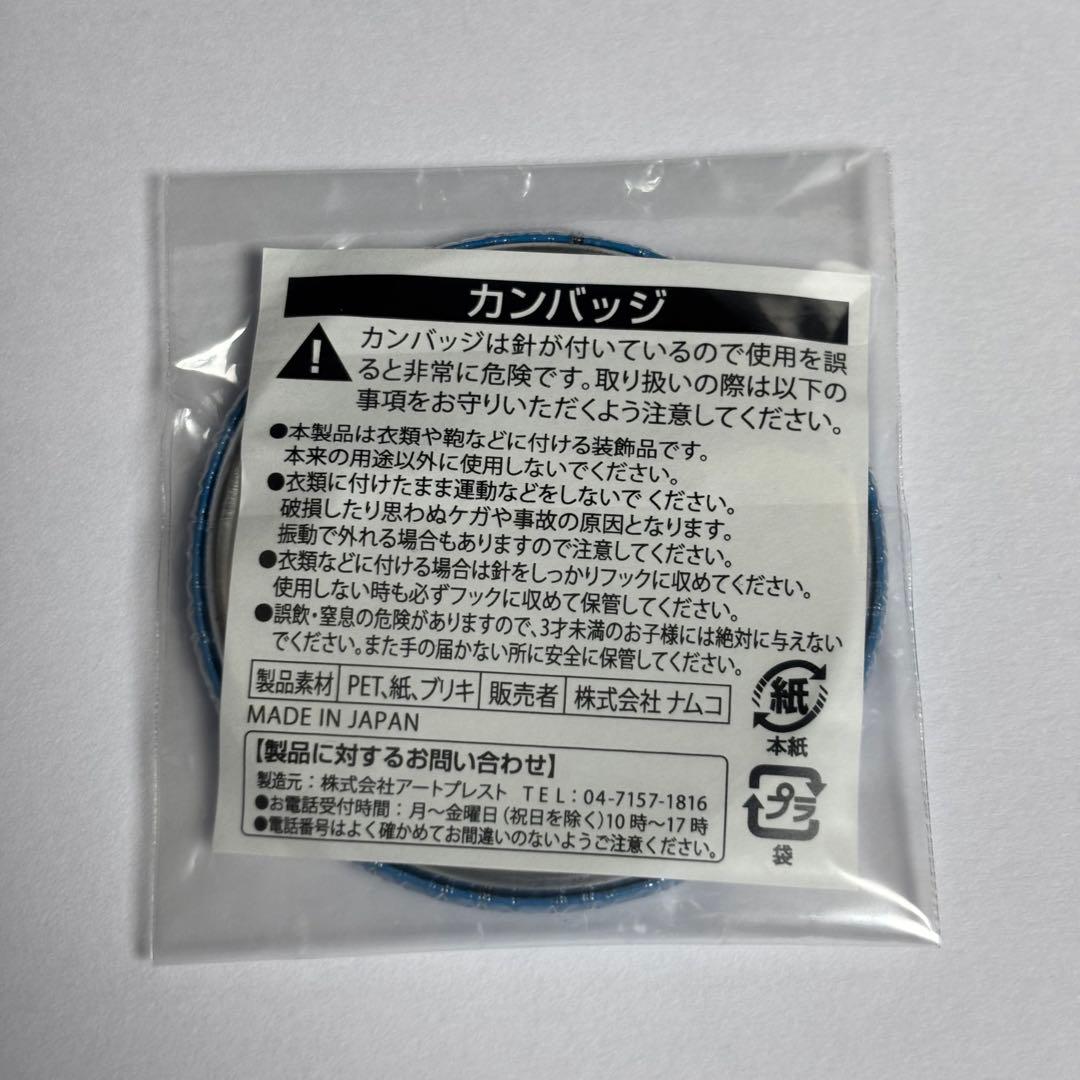 カンバッジ
カンバッジは針が付いているので使用を誤
ると非常に危険です。取り扱いの際は以下の
事項をお守りいただくよう注意してください。
●本製品は衣類や鞄などに付ける装飾品です。
本来の用途以外に使用しないでください。
●衣類に付けたまま運動などをしないでください。
破損したり思わぬケガや事故の原因となります。
振動で外れる場合もありますので注意してください。
●衣類などに付ける場合は針をしっかりフックに収めてください。
使用しない時も必ずフックに収めて保管してください。
●誤飲・窒息の危険がありますので、3才未満のお子様には絶対に与えない
でください。また手の届かない所に安全に保管してください。
製品素材 PET、紙、ブリキ 販売者 株式会社 ナムコ
MADE IN JAPAN
【製品に対するお問い合わせ】
製造元：株式会社アートプレスト TEL：04-7157-1816
●お電話受付時間：月～金曜日（祝日を除く）10時～17時
●電話番号はよく確かめてお間違いのないようご注意ください。
紙
本紙
プラ
袋